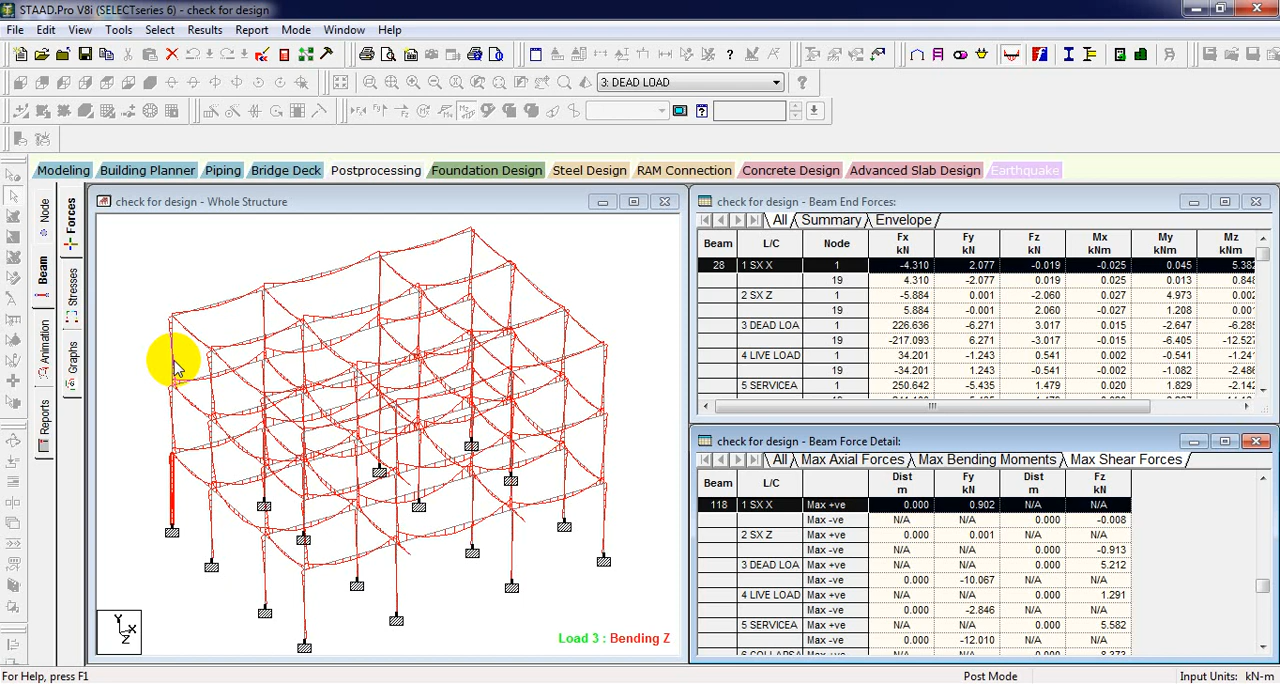 STAAD.Pro V8i (SELECTseries 6) - check for design
File Edit View Tools Select Results Report Mode Window Help
3: DEAD LOAD
Modeling Building Planner Piping Bridge Deck Postprocessing Foundation Design Steel Design RAM Connection Concrete Design Advanced Slab Design Earthquake
Node
Beam
Animation
Reports
Forces
Stresses
Graphs
check for design - Whole Structure
Y
X
Z
Load 3 : Bending Z
check for design - Beam End Forces:
All Summary Envelope
Beam L/C Node Fx kN Fy kN Fz kN Mx kNm My kNm Mz kNm
28 1 SX X 1 -4.310 2.077 -0.019 -0.025 0.045 5.382
19 4.310 -2.077 0.019 0.025 0.013 0.848
2 SX Z 1 -5.884 0.001 -2.060 0.027 4.973 0.002
19 5.884 -0.001 2.060 -0.027 1.208 0.001
3 DEAD LOA 1 226.636 -6.271 3.017 0.015 -2.647 -6.285
19 -217.093 6.271 -3.017 -0.015 -6.405 -12.527
4 LIVE LOAD 1 34.201 -1.243 0.541 0.002 -0.541 -1.241
19 -34.201 1.243 -0.541 -0.002 -1.082 -2.486
5 SERVICEA 1 250.642 -5.435 1.479 0.020 1.829 -2.142
check for design - Beam Force Detail:
All Max Axial Forces Max Bending Moments Max Shear Forces
Beam L/C Dist m Fy kN Dist m Fz kN
118 1 SX X Max +ve 0.000 0.902 N/A N/A
Max -ve N/A N/A 0.000 -0.008
2 SX Z Max +ve 0.000 0.001 N/A N/A
Max -ve N/A N/A 0.000 -0.913
3 DEAD LOA Max +ve N/A N/A 0.000 5.212
Max -ve 0.000 -10.067 N/A N/A
4 LIVE LOAD Max +ve N/A N/A 0.000 1.291
Max -ve 0.000 -2.846 N/A N/A
5 SERVICEA Max +ve N/A N/A 0.000 5.582
Max -ve 0.000 -12.010 N/A N/A
For Help, press F1
Post Mode
Input Units: kN-m